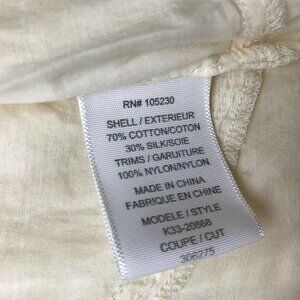 RN# 105230
SHELL / EXTERIEUR
70% COTTON/COTON
30% SILK/SOIE
TRIMS / GARUITURE
100% NYLON/NYLON
MADE IN CHINA
FABRIQUE EN CHINE
MODELE / STYLE
K33-20868
COUPE / CUT
306275